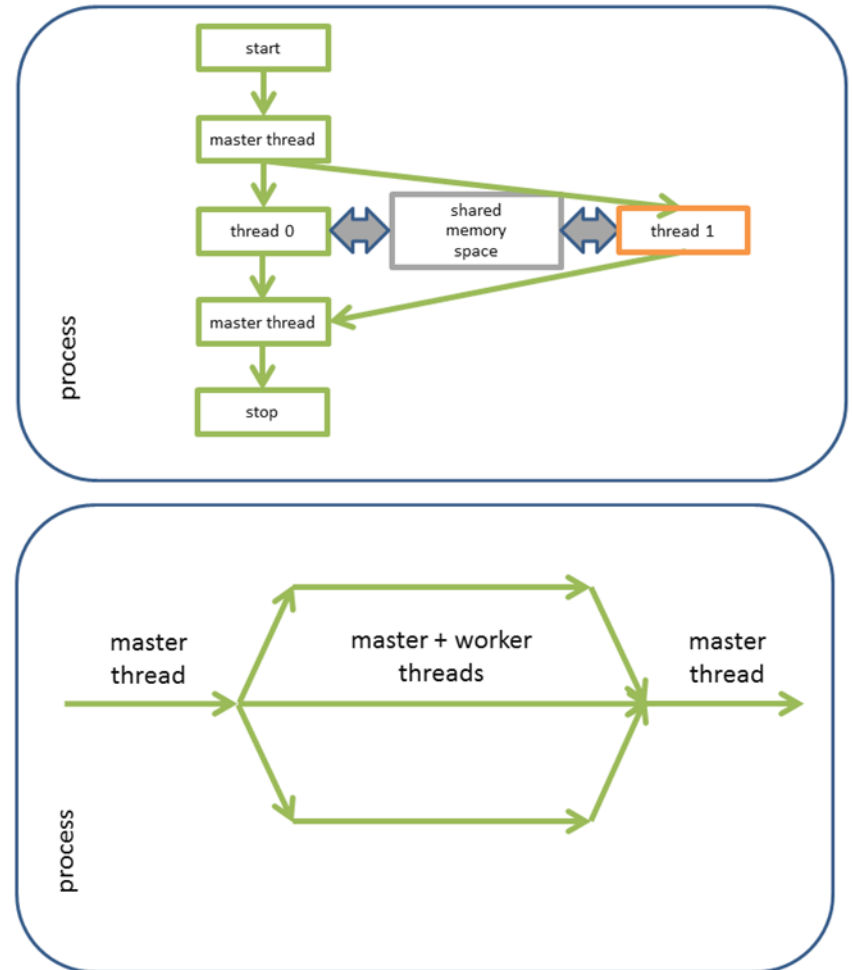 start
master thread
thread 0
shared
memory
space
thread 1
master thread
stop
process
master
thread
master + worker
threads
master
thread
process